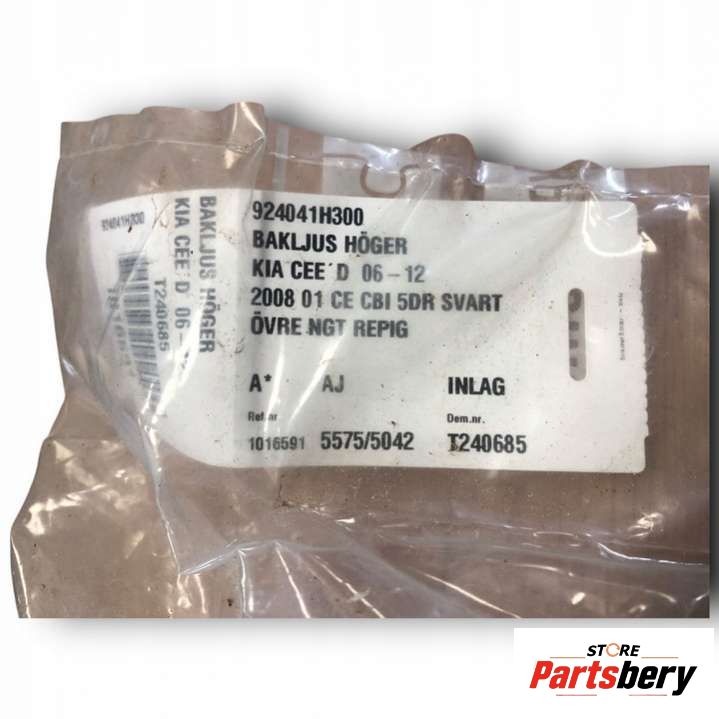 924041H300
BAKLJUS HÖGER
KIA CEE´D 06-12
2008 01 CE CBI 5DR SVART
ÖVRE NGT REPIG
A* AJ INLAG
Ref.nr Dem.nr.
1016591 5575/5042 T240685
924041H300
BAKLJUS HÖGER
KIA CEE´D 06-
T240685
STORE
Partsbery